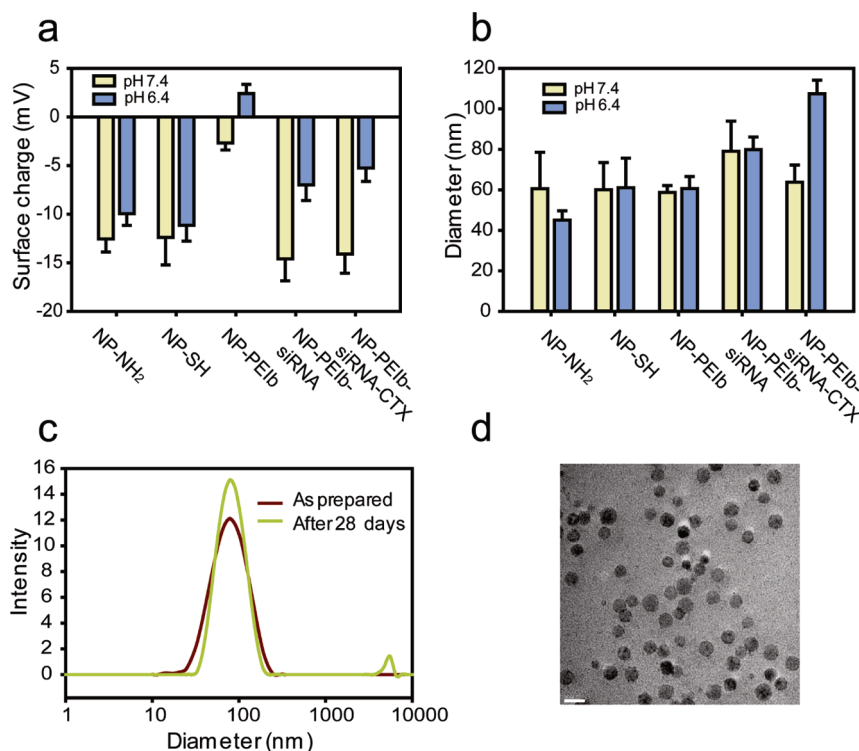 a
5
0
-5
-10
-15
-20
Surface charge (mV)
pH 7.4
pH 6.4
NP-NH₂
NP-SH
NP-PEIb
NP-PEIb-
siRNA
NP-PEIb-
siRNA-CTX
b
120
100
80
60
40
20
0
Diameter (nm)
pH 7.4
pH 6.4
NP-NH₂
NP-SH
NP-PEIb
NP-PEIb-
siRNA
NP-PEIb-
siRNA-CTX
c
16
14
12
10
8
6
4
2
0
Intensity
As prepared
After 28 days
1 10 100 1000 10000
Diameter (nm)
d